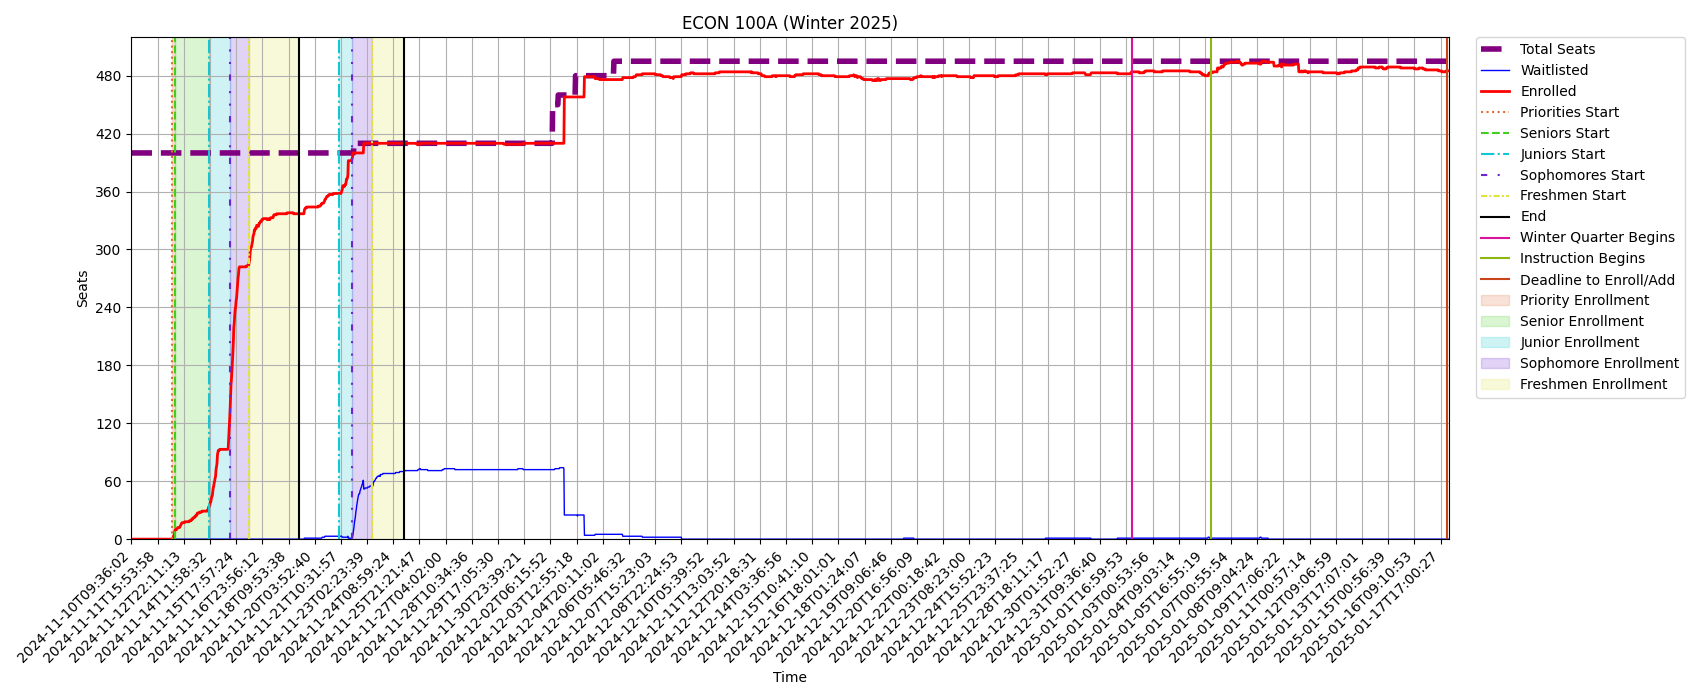 ECON 100A (Winter 2025)
Seats
480
420
360
300
240
180
120
60
0
2024-11-10T09:36:02
2024-11-11T15:53:58
2024-11-12T22:11:13
2024-11-14T11:58:32
2024-11-15T17:57:24
2024-11-16T23:56:12
2024-11-18T09:53:38
2024-11-20T03:52:40
2024-11-21T10:31:57
2024-11-23T02:23:39
2024-11-24T08:59:24
2024-11-25T21:21:47
2024-11-27T04:02:00
2024-11-28T10:34:36
2024-11-29T17:05:30
2024-11-30T23:39:21
2024-12-02T06:15:52
2024-12-03T12:55:18
2024-12-04T20:11:02
2024-12-06T05:46:32
2024-12-07T15:23:03
2024-12-08T22:24:53
2024-12-10T05:39:52
2024-12-11T13:03:52
2024-12-12T20:18:31
2024-12-14T03:36:56
2024-12-15T10:41:10
2024-12-16T18:01:01
2024-12-18T01:24:07
2024-12-19T09:06:46
2024-12-20T16:56:09
2024-12-22T00:18:42
2024-12-23T08:23:00
2024-12-24T15:52:23
2024-12-25T23:37:25
2024-12-28T18:11:17
2024-12-30T01:52:27
2024-12-31T09:36:40
2025-01-01T16:59:53
2025-01-03T00:53:56
2025-01-04T09:03:14
2025-01-05T16:55:19
2025-01-07T00:55:54
2025-01-08T09:04:24
2025-01-09T17:06:22
2025-01-11T00:57:14
2025-01-12T09:06:59
2025-01-13T17:07:01
2025-01-15T00:56:39
2025-01-16T09:10:53
2025-01-17T17:00:27
Time
Total Seats
Waitlisted
Enrolled
Priorities Start
Seniors Start
Juniors Start
Sophomores Start
Freshmen Start
End
Winter Quarter Begins
Instruction Begins
Deadline to Enroll/Add
Priority Enrollment
Senior Enrollment
Junior Enrollment
Sophomore Enrollment
Freshmen Enrollment